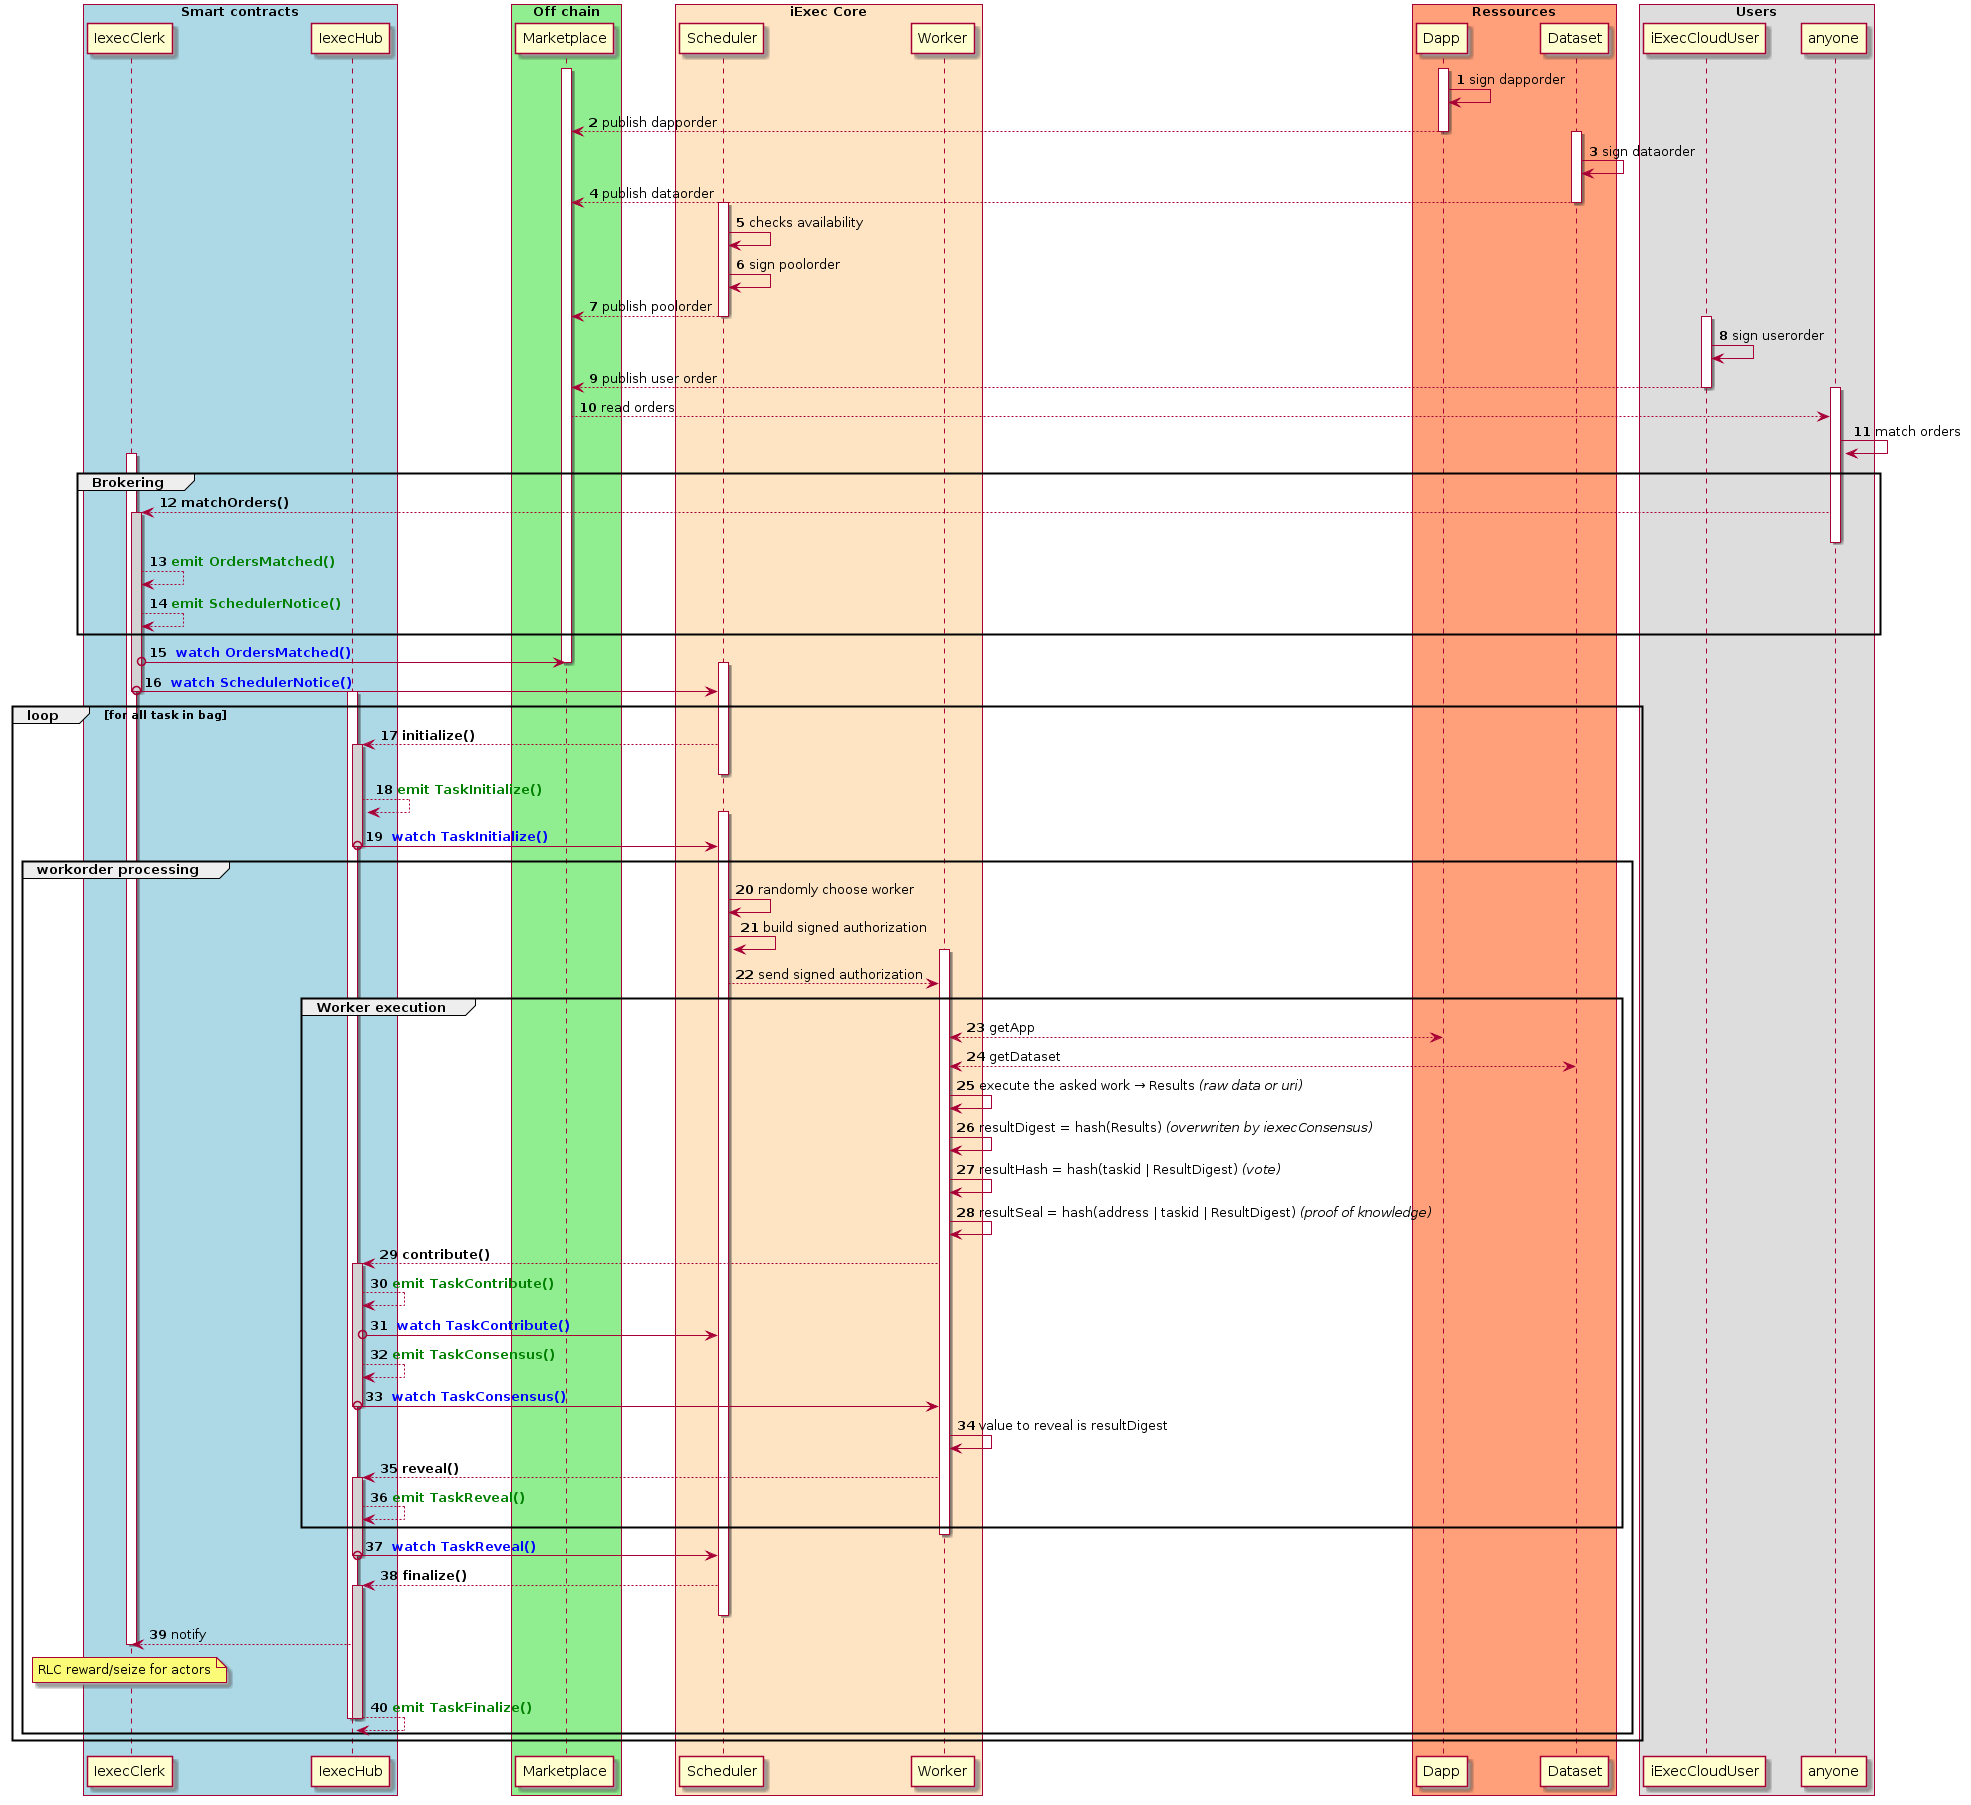 Smart contracts Off chain iExec Core Ressources Users
IexecClerk IexecHub Marketplace Scheduler Worker Dapp Dataset iExecCloudUser anyone
1 sign dapporder
2 publish dapporder
3 sign dataorder
4 publish dataorder
5 checks availability
6 sign poolorder
7 publish poolorder
8 sign userorder
9 publish user order
10 read orders
11 match orders
Brokering
12 matchOrders()
13 emit OrdersMatched()
14 emit SchedulerNotice()
15 watch OrdersMatched()
16 watch SchedulerNotice()
loop [for all task in bag]
17 initialize()
18 emit TaskInitialize()
19 watch TaskInitialize()
workorder processing
20 randomly choose worker
21 build signed authorization
22 send signed authorization
Worker execution
23 getApp
24 getDataset
25 execute the asked work → Results (raw data or uri)
26 resultDigest = hash(Results) (overwriten by iexecConsensus)
27 resultHash = hash(taskid | ResultDigest) (vote)
28 resultSeal = hash(address | taskid | ResultDigest) (proof of knowledge)
29 contribute()
30 emit TaskContribute()
31 watch TaskContribute()
32 emit TaskConsensus()
33 watch TaskConsensus()
34 value to reveal is resultDigest
35 reveal()
36 emit TaskReveal()
37 watch TaskReveal()
38 finalize()
39 notify
RLC reward/seize for actors
40 emit TaskFinalize()
IexecClerk IexecHub Marketplace Scheduler Worker Dapp Dataset iExecCloudUser anyone